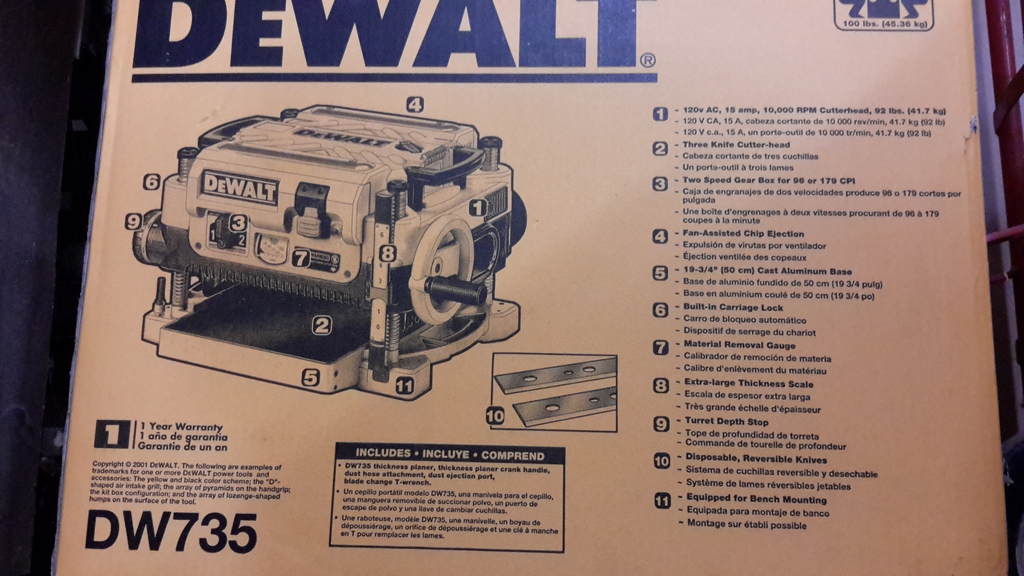 DEWALT®
100 lbs. (45.36 kg)
4
6
9
3
1
2
7
8
1
2
5
11
10
DEWALT
DEWALT
1 - 120v AC, 15 amp, 10,000 RPM Cutterhead, 92 lbs. (41.7 kg)
- 120 V CA, 15 A, cabeza cortante de 10 000 rev/min, 41.7 kg (92 lb)
- 120 V c.a., 15 A, un porte-outil de 10 000 tr/min, 41.7 kg (92 lb)
2 - Three Knife Cutter-head
- Cabeza cortante de tres cuchillas
- Un porte-outil à trois lames
3 - Two Speed Gear Box for 96 or 179 CPI
- Caja de engranajes de dos velocidades produce 96 o 179 cortes por
pulgada
- Une boîte d'engrenages à deux vitesses procurant de 96 à 179
coupes à la minute
4 - Fan-Assisted Chip Ejection
- Expulsión de virutas por ventilador
- Éjection ventilée des copeaux
5 - 19-3/4" (50 cm) Cast Aluminum Base
- Base de aluminio fundido de 50 cm (19 3/4 pulg)
- Base en aluminium coulé de 50 cm (19 3/4 po)
6 - Built-in Carriage Lock
- Carro de bloqueo automático
- Dispositif de serrage du chariot
7 - Material Removal Gauge
- Calibrador de remoción de materia
- Calibre d'enlèvement du matériau
8 - Extra-large Thickness Scale
- Escala de espesor extra larga
- Très grande échelle d'épaisseur
9 - Turret Depth Stop
- Tope de profundidad de torreta
- Commande de tourelle de profondeur
10 - Disposable, Reversible Knives
- Sistema de cuchillas reversible y desechable
- Système de lames réversibles jetables
11 - Equipped for Bench Mounting
- Equipada para montaje de banco
- Montage sur établi possible
1
1 Year Warranty
1 año de garantía
Garantie de un an
Copyright © 2001 DEWALT. The following are examples of
trademarks for one or more DEWALT power tools and
accessories: The yellow and black color scheme; the "D"-
shaped air intake grill; the array of pyramids on the handgrip;
the kit box configuration; and the array of lozenge-shaped
humps on the surface of the tool.
DW735
INCLUDES • INCLUYE • COMPREND
• DW735 thickness planer, thickness planer crank handle,
dust hose attachment, dust ejection port,
blade change T-wrench.
• Un cepillo portátil modelo DW735, una manivela para el cepillo,
una manguera removible de succionar polvo, un puerto de
escape de polvo y una llave de cambiar cuchillas.
• Une raboteuse, modèle DW735, une manivelle, un boyau de
dépoussiérage, un orifice de dépoussiérage et une clé à manche
en T pour remplacer les lames.